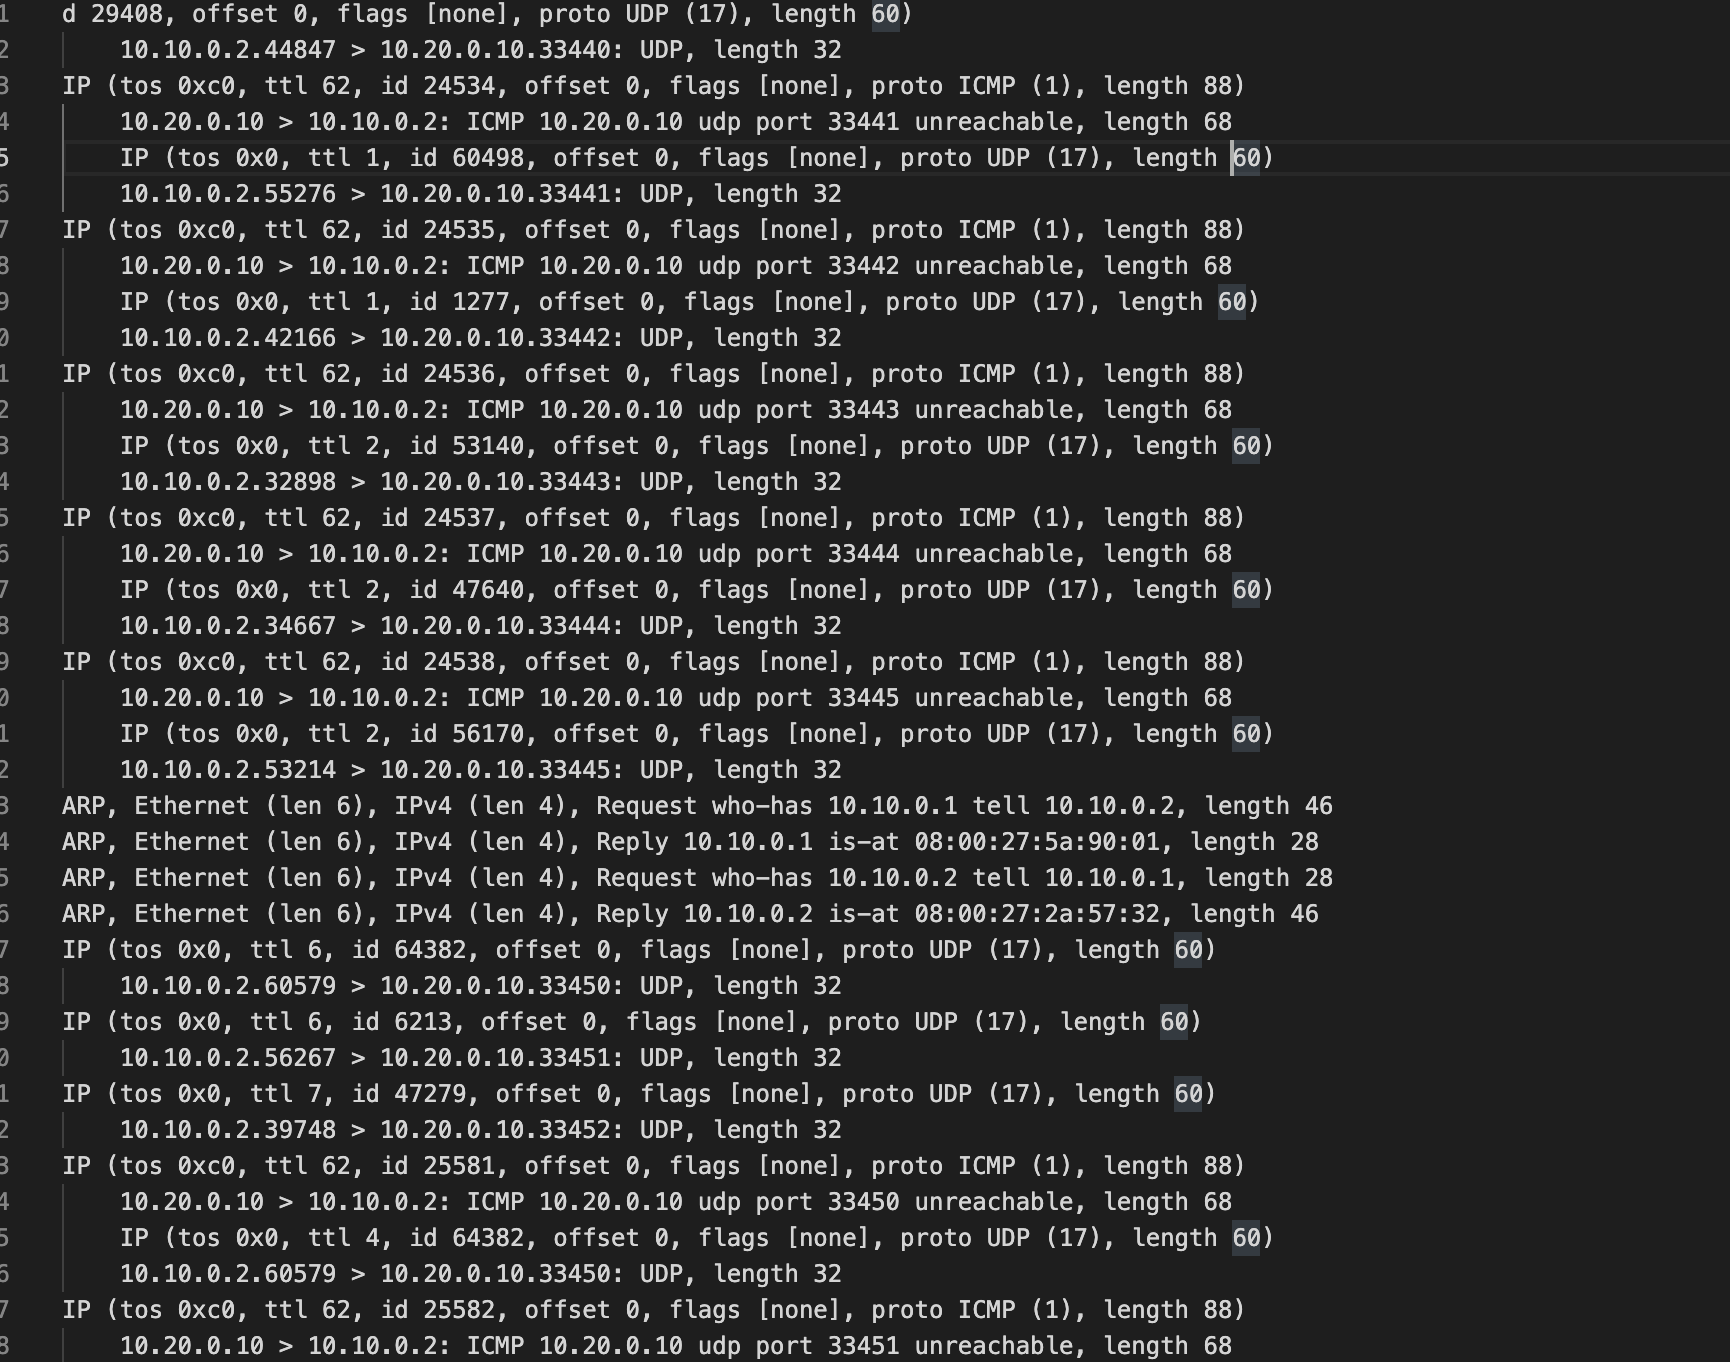 1 d 29408, offset 0, flags [none], proto UDP (17), length 60)
2 10.10.0.2.44847 > 10.20.0.10.33440: UDP, length 32
3 IP (tos 0xc0, ttl 62, id 24534, offset 0, flags [none], proto ICMP (1), length 88)
4 10.20.0.10 > 10.10.0.2: ICMP 10.20.0.10 udp port 33441 unreachable, length 68
5 IP (tos 0x0, ttl 1, id 60498, offset 0, flags [none], proto UDP (17), length 60)
6 10.10.0.2.55276 > 10.20.0.10.33441: UDP, length 32
7 IP (tos 0xc0, ttl 62, id 24535, offset 0, flags [none], proto ICMP (1), length 88)
8 10.20.0.10 > 10.10.0.2: ICMP 10.20.0.10 udp port 33442 unreachable, length 68
9 IP (tos 0x0, ttl 1, id 1277, offset 0, flags [none], proto UDP (17), length 60)
0 10.10.0.2.42166 > 10.20.0.10.33442: UDP, length 32
1 IP (tos 0xc0, ttl 62, id 24536, offset 0, flags [none], proto ICMP (1), length 88)
2 10.20.0.10 > 10.10.0.2: ICMP 10.20.0.10 udp port 33443 unreachable, length 68
3 IP (tos 0x0, ttl 2, id 53140, offset 0, flags [none], proto UDP (17), length 60)
4 10.10.0.2.32898 > 10.20.0.10.33443: UDP, length 32
5 IP (tos 0xc0, ttl 62, id 24537, offset 0, flags [none], proto ICMP (1), length 88)
6 10.20.0.10 > 10.10.0.2: ICMP 10.20.0.10 udp port 33444 unreachable, length 68
7 IP (tos 0x0, ttl 2, id 47640, offset 0, flags [none], proto UDP (17), length 60)
8 10.10.0.2.34667 > 10.20.0.10.33444: UDP, length 32
9 IP (tos 0xc0, ttl 62, id 24538, offset 0, flags [none], proto ICMP (1), length 88)
0 10.20.0.10 > 10.10.0.2: ICMP 10.20.0.10 udp port 33445 unreachable, length 68
1 IP (tos 0x0, ttl 2, id 56170, offset 0, flags [none], proto UDP (17), length 60)
2 10.10.0.2.53214 > 10.20.0.10.33445: UDP, length 32
3 ARP, Ethernet (len 6), IPv4 (len 4), Request who-has 10.10.0.1 tell 10.10.0.2, length 46
4 ARP, Ethernet (len 6), IPv4 (len 4), Reply 10.10.0.1 is-at 08:00:27:5a:90:01, length 28
5 ARP, Ethernet (len 6), IPv4 (len 4), Request who-has 10.10.0.2 tell 10.10.0.1, length 28
6 ARP, Ethernet (len 6), IPv4 (len 4), Reply 10.10.0.2 is-at 08:00:27:2a:57:32, length 46
7 IP (tos 0x0, ttl 6, id 64382, offset 0, flags [none], proto UDP (17), length 60)
8 10.10.0.2.60579 > 10.20.0.10.33450: UDP, length 32
9 IP (tos 0x0, ttl 6, id 6213, offset 0, flags [none], proto UDP (17), length 60)
0 10.10.0.2.56267 > 10.20.0.10.33451: UDP, length 32
1 IP (tos 0x0, ttl 7, id 47279, offset 0, flags [none], proto UDP (17), length 60)
2 10.10.0.2.39748 > 10.20.0.10.33452: UDP, length 32
3 IP (tos 0xc0, ttl 62, id 25581, offset 0, flags [none], proto ICMP (1), length 88)
4 10.20.0.10 > 10.10.0.2: ICMP 10.20.0.10 udp port 33450 unreachable, length 68
5 IP (tos 0x0, ttl 4, id 64382, offset 0, flags [none], proto UDP (17), length 60)
6 10.10.0.2.60579 > 10.20.0.10.33450: UDP, length 32
7 IP (tos 0xc0, ttl 62, id 25582, offset 0, flags [none], proto ICMP (1), length 88)
8 10.20.0.10 > 10.10.0.2: ICMP 10.20.0.10 udp port 33451 unreachable, length 68